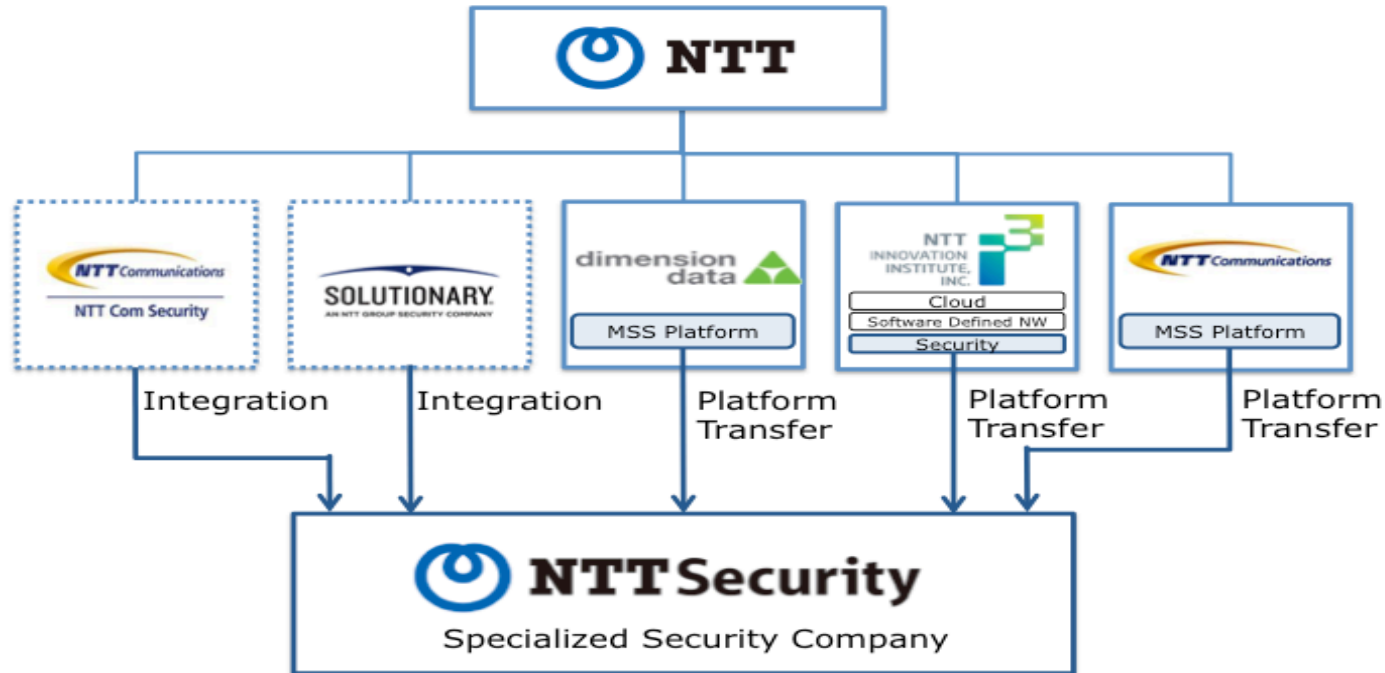 NTT
NTT Communications
NTT Com Security
SOLUTIONARY.
AN NTT GROUP SECURITY COMPANY
dimension
data
MSS Platform
NTT
INNOVATION
INSTITUTE,
INC.
i3
Cloud
Software Defined NW
Security
NTT Communications
MSS Platform
Integration
Integration
Platform
Transfer
Platform
Transfer
Platform
Transfer
NTT Security
Specialized Security Company